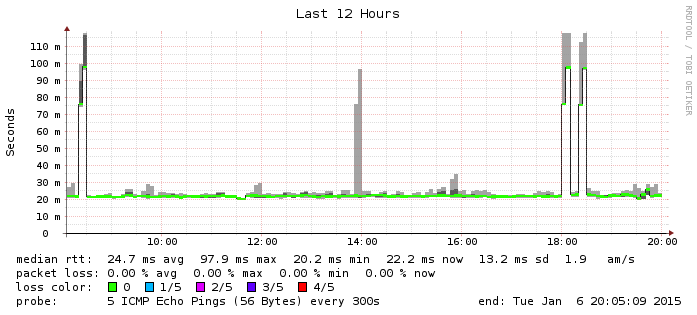 Last 12 Hours
RRDTOOL / TOBI OETIKER
Seconds
110 m
100 m
90 m
80 m
70 m
60 m
50 m
40 m
30 m
20 m
10 m
0
10:00 12:00 14:00 16:00 18:00 20:00
median rtt: 24.7 ms avg 97.9 ms max 20.2 ms min 22.2 ms now 13.2 ms sd 1.9 am/s
packet loss: 0.00 % avg 0.00 % max 0.00 % min 0.00 % now
loss color: 0 1/5 2/5 3/5 4/5
probe: 5 ICMP Echo Pings (56 Bytes) every 300s end: Tue Jan 6 20:05:09 2015